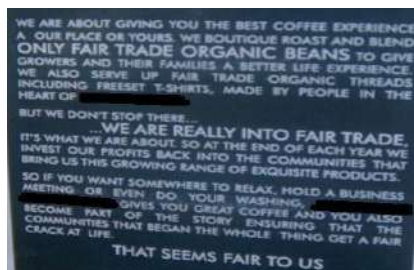 WE ARE ABOUT GIVING YOU THE BEST COFFEE EXPERIENCE
A OUR PLACE OR YOURS. WE BOUTIQUE ROAST AND BLEND
ONLY FAIR TRADE ORGANIC BEANS TO GIVE
GROWERS AND THEIR FAMILIES A BETTER LIFE EXPERIENCE.
WE ALSO SERVE UP FAIR TRADE ORGANIC THREADS
INCLUDING FREESET T-SHIRTS, MADE BY PEOPLE IN THE
HEART OF
BUT WE DON'T STOP THERE...
...WE ARE REALLY INTO FAIR TRADE,
IT'S WHAT WE ARE ABOUT. SO AT THE END OF EACH YEAR WE
INVEST OUR PROFITS BACK INTO THE COMMUNITIES THAT
BRING US THIS GROWING RANGE OF EXQUISITE PRODUCTS.
SO IF YOU WANT SOMEWHERE TO RELAX, HOLD A BUSINESS
MEETING OR EVEN DO YOUR WASHING,
GIVES YOU GREAT COFFEE AND YOU ALSO
BECOME PART OF THE STORY ENSURING THAT THE
COMMUNITIES THAT BEGAN THE WHOLE THING GET A FAIR
CRACK AT LIFE.
THAT SEEMS FAIR TO US